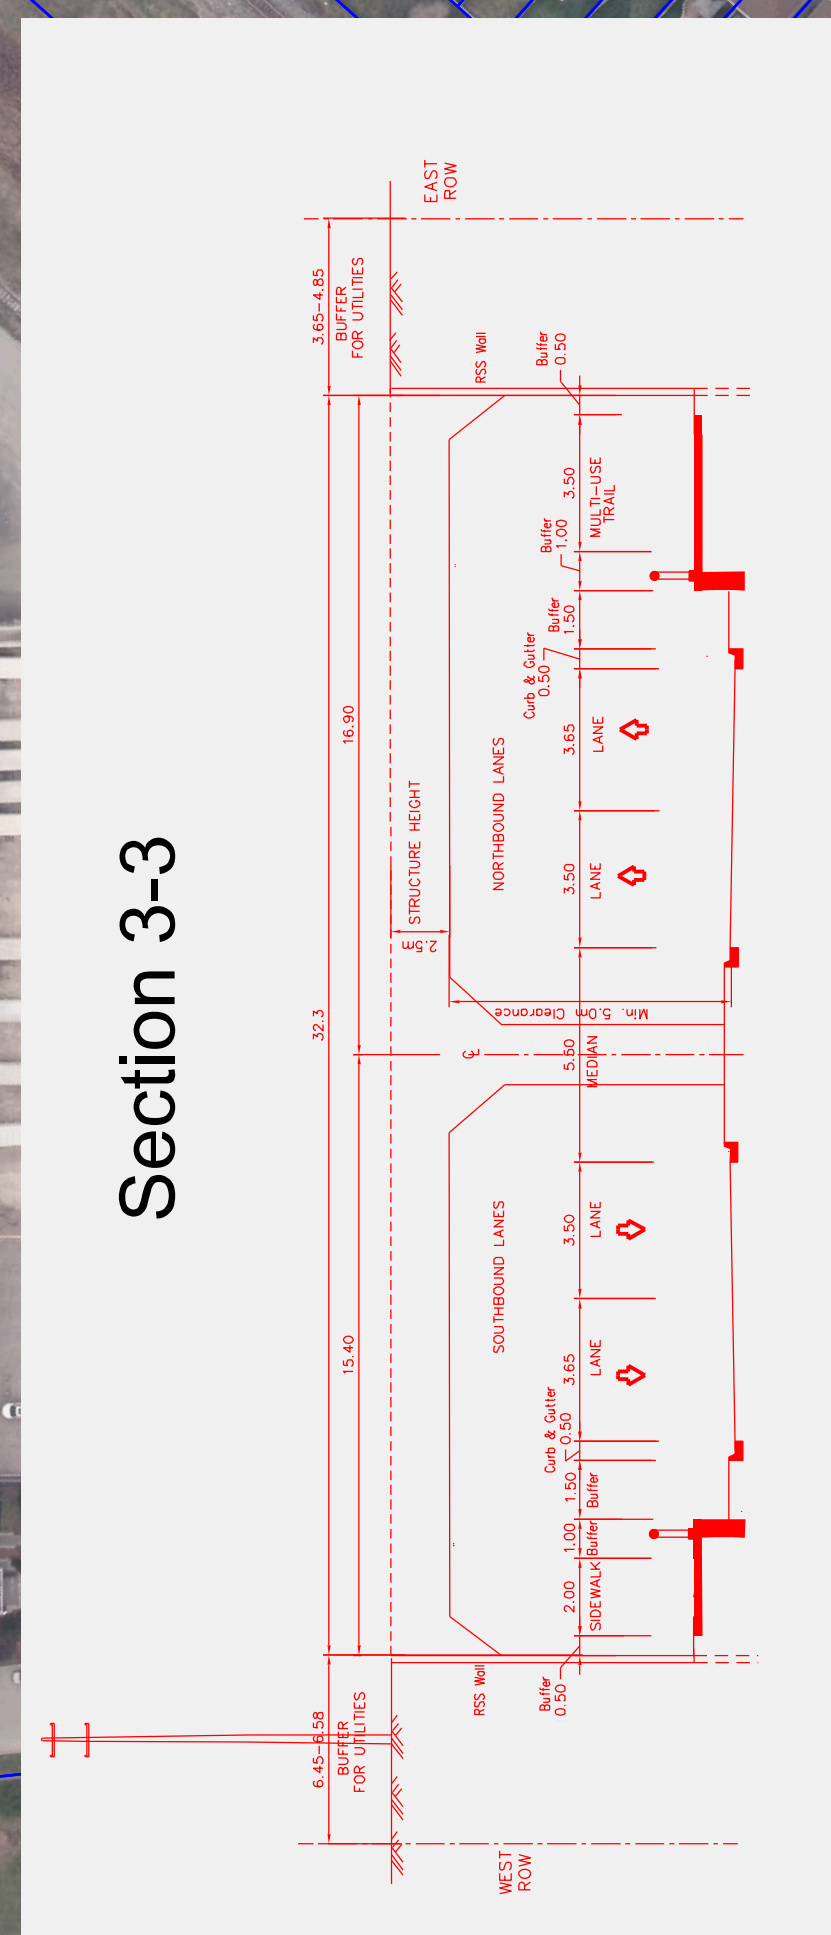 Section 3-3
WEST
ROW
6.45-6.58
BUFFER
FOR UTILITIES
32.3
3.65-4.85
BUFFER
FOR UTILITIES
EAST
ROW
15.40
16.90
STRUCTURE HEIGHT
2.5m
RSS Wall
SOUTHBOUND LANES
NORTHBOUND LANES
RSS Wall
Min. 5.0m Clearance
Buffer
0.50
2.00
SIDEWALK
1.00
Buffer
1.50
Buffer
Curb & Gutter
0.50
3.65
LANE
3.50
LANE
℄
5.50
MEDIAN
3.50
LANE
3.65
LANE
Curb & Gutter
0.50
Buffer
1.50
Buffer
1.00
3.50
MULTI-USE
TRAIL
Buffer
0.50